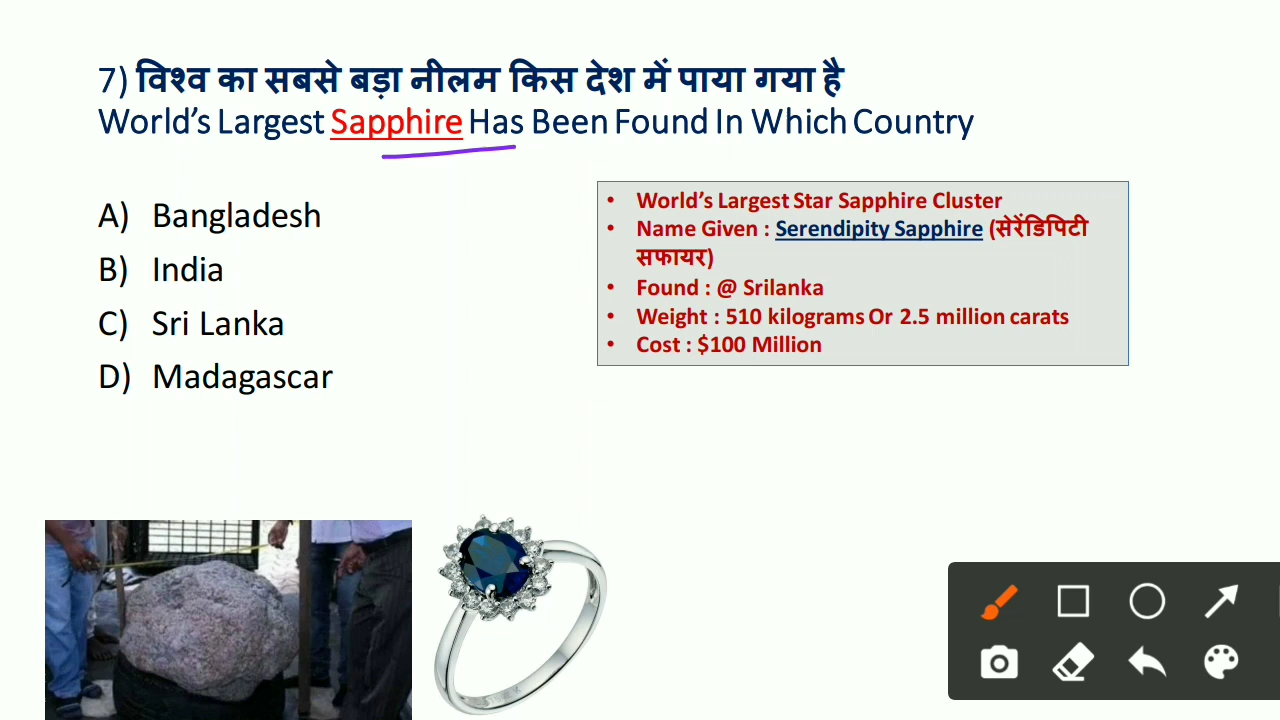 7) विश्व का सबसे बड़ा नीलम किस देश में पाया गया है
World's Largest Sapphire Has Been Found In Which Country
A) Bangladesh
B) India
C) Sri Lanka
D) Madagascar
• World's Largest Star Sapphire Cluster
• Name Given : Serendipity Sapphire (सेरेंडिपिटी
सफायर)
• Found : @ Srilanka
• Weight : 510 kilograms Or 2.5 million carats
• Cost : $100 Million